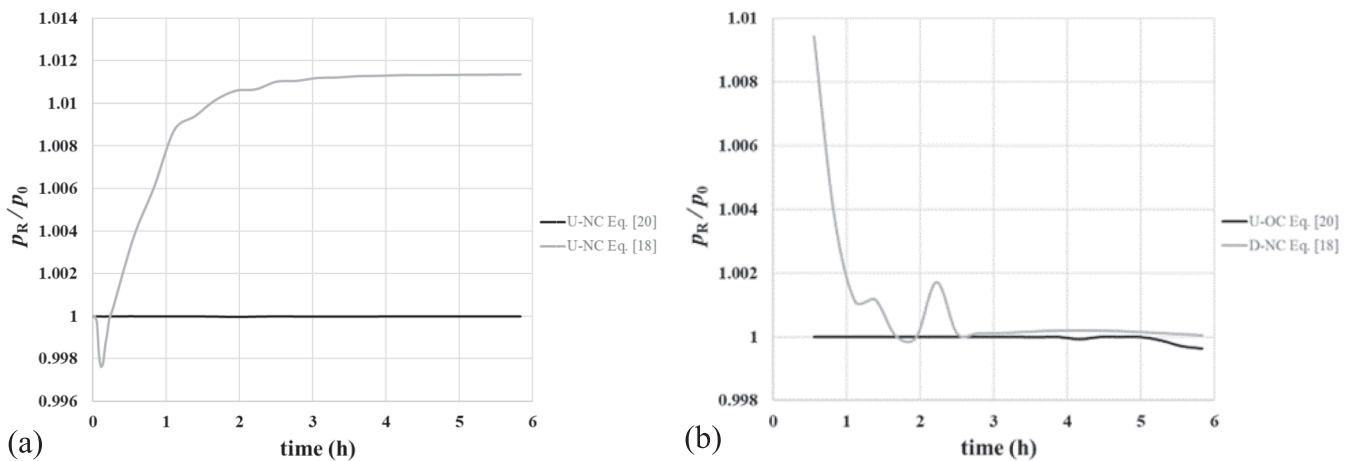 1.014
1.012
1.01
1.008
1.006
1.004
1.002
1
0.998
0.996
pR / p0
0 1 2 3 4 5 6
time (h)
U-NC Eq. [20]
U-NC Eq. [18]
(a)
1.01
1.008
1.006
1.004
1.002
1
0.998
pR / p0
0 1 2 3 4 5 6
time (h)
U-OC Eq. [20]
D-NC Eq. [18]
(b)